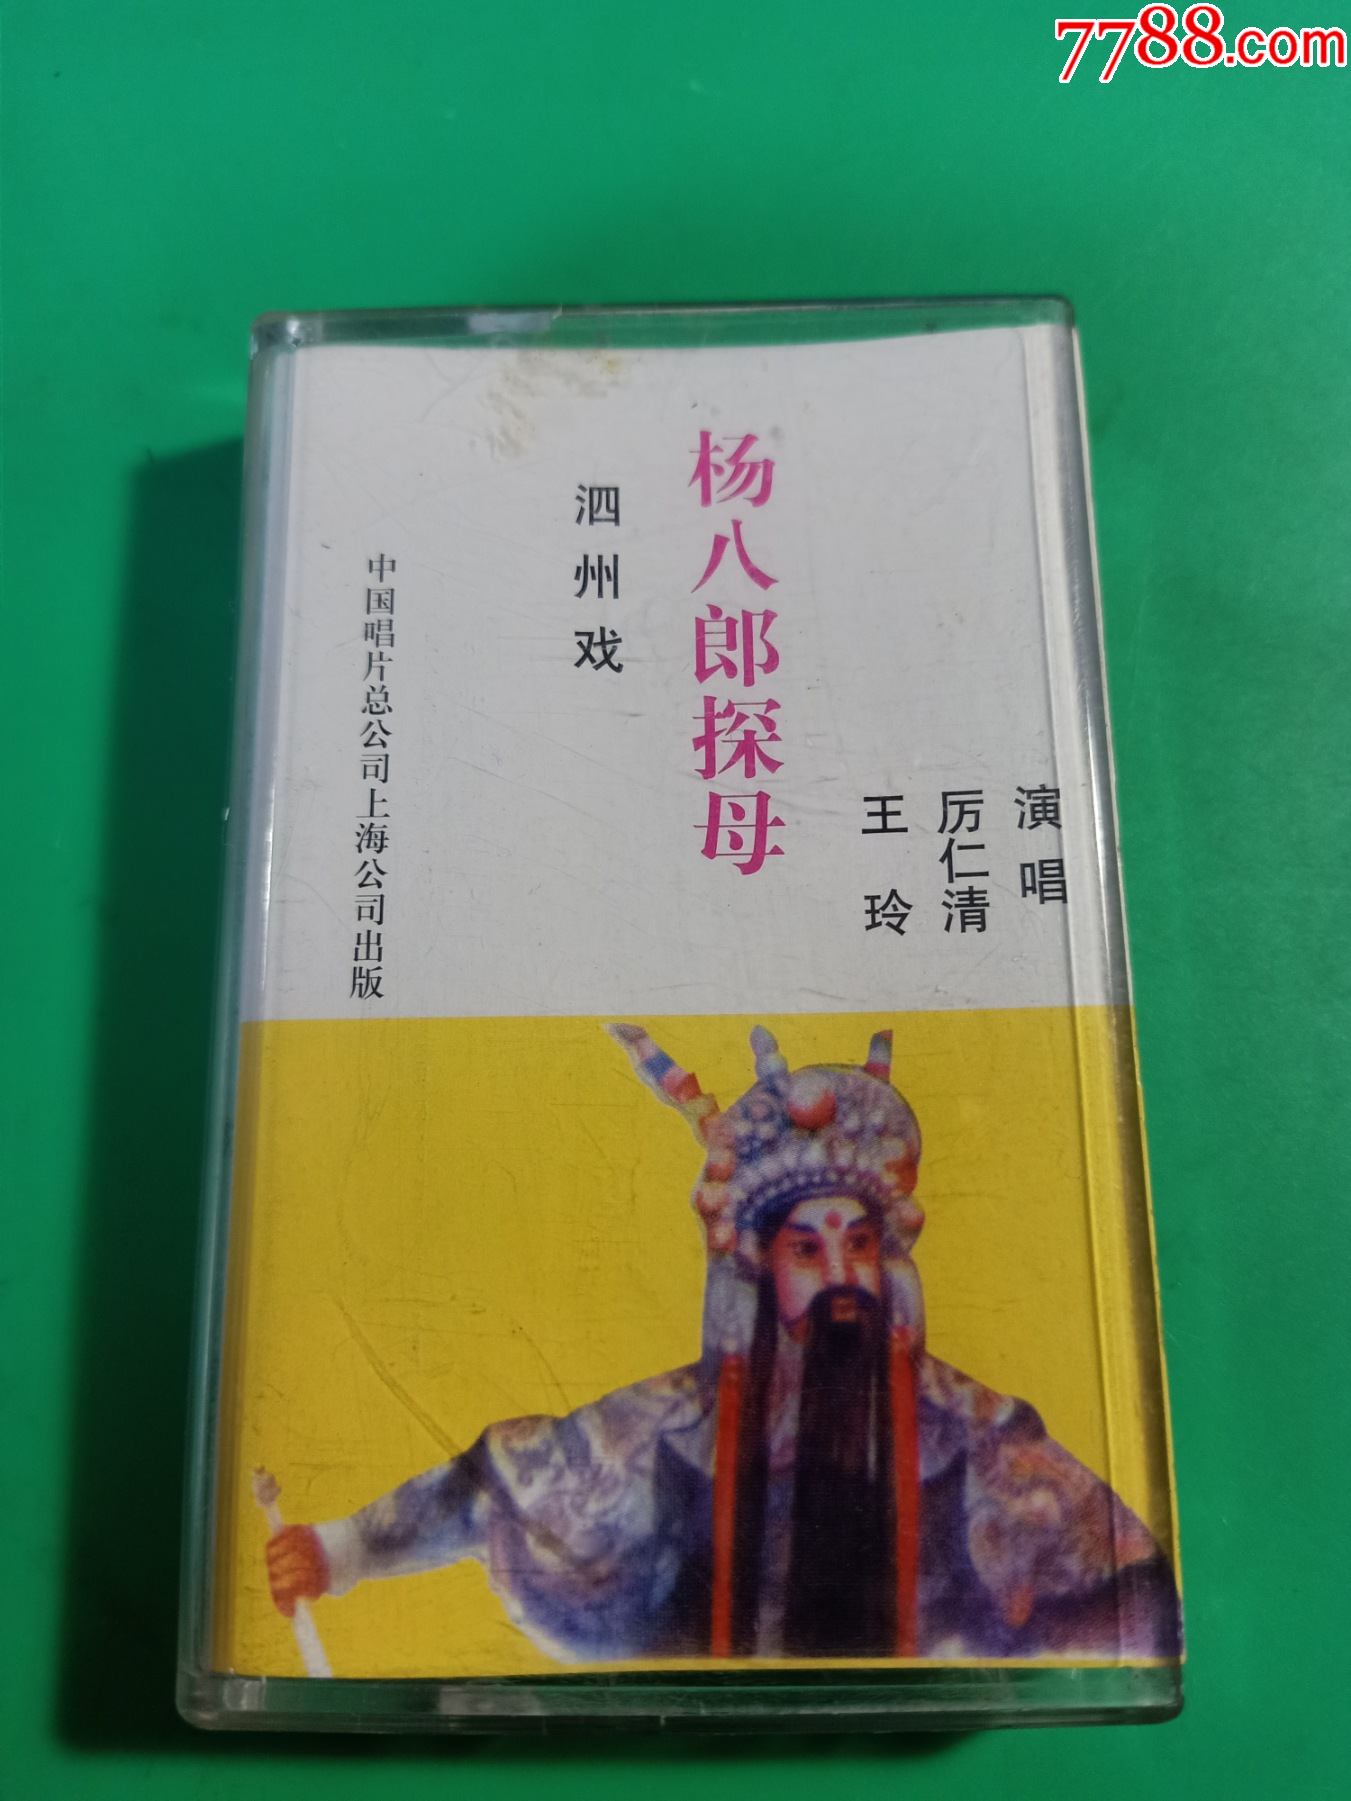 7788.com
演唱
厉仁清
王玲
杨八郎探母
泗州戏
中国唱片总公司上海公司出版